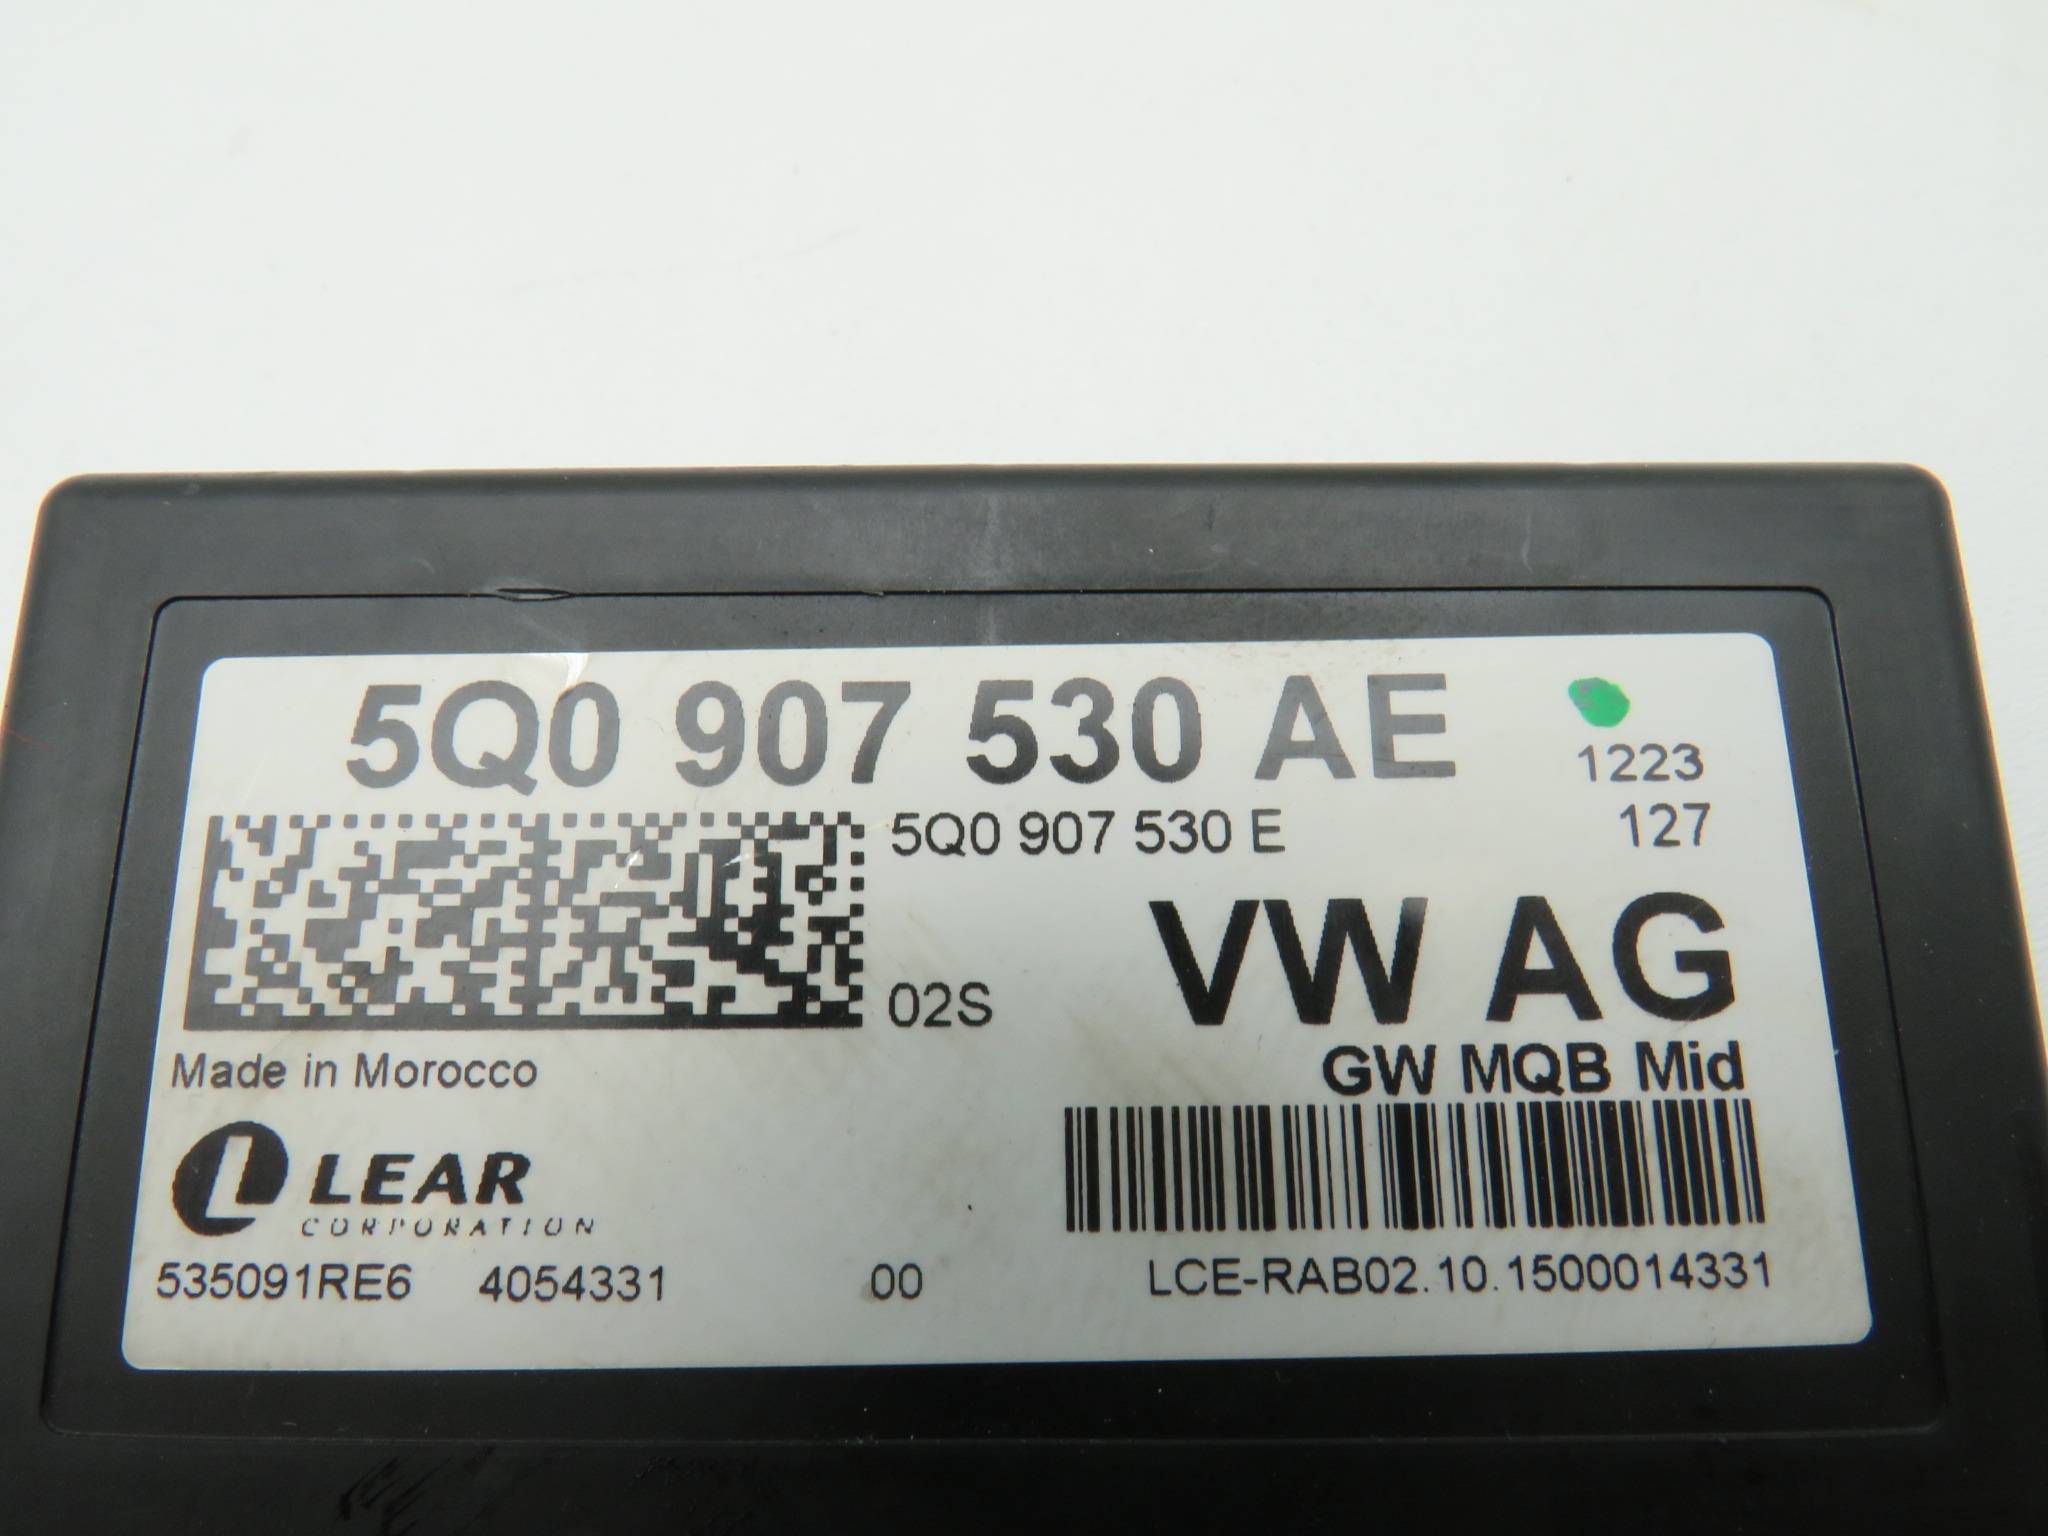 5Q0 907 530 AE
1223
5Q0 907 530 E
127
VW AG
02S
GW MQB Mid
Made in Morocco
L LEAR
CORPORATION
535091RE6 4054331 00 LCE-RAB02.10.1500014331